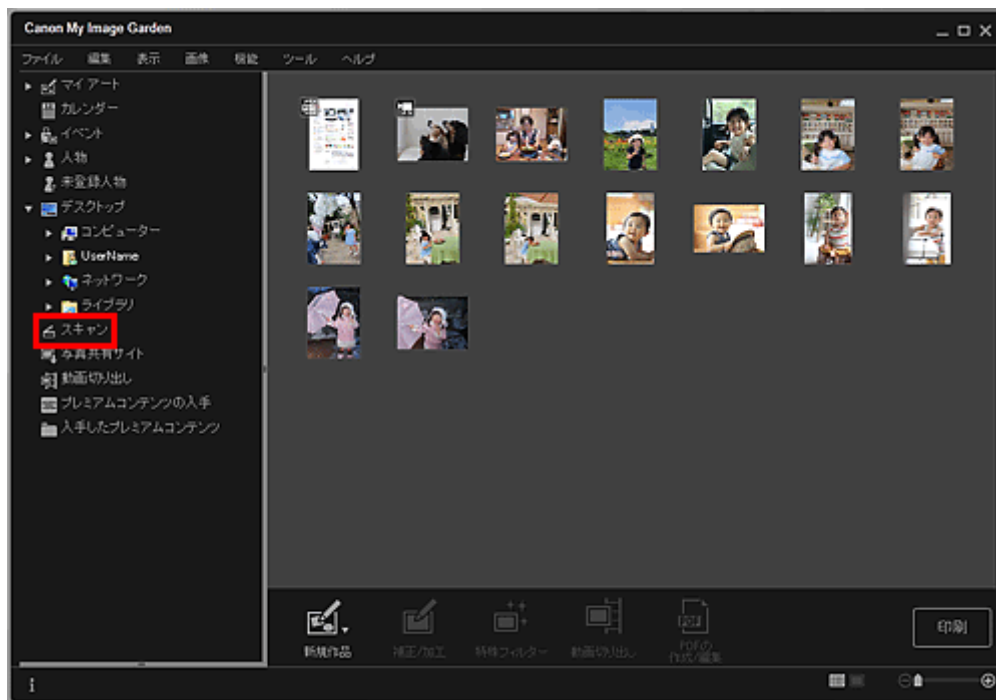 Canon My Image Garden
ファイル 編集 表示 画像 機能 ツール ヘルプ
マイ アート
カレンダー
イベント
人物
未登録人物
デスクトップ
コンピューター
UserName
ネットワーク
ライブラリ
スキャン
写真共有サイト
動画切り出し
プレミアムコンテンツの入手
入手したプレミアムコンテンツ
新規作品 補正/加工 特殊フィルター 動画切り出し PDFの
作成/編集
印刷